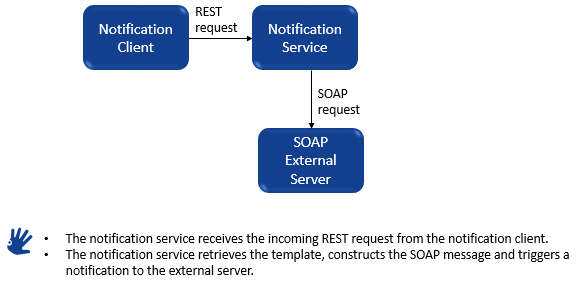 REST
request
Notification
Client
Notification
Service
SOAP
request
SOAP
External
Server
• The notification service receives the incoming REST request from the notification client.
• The notification service retrieves the template, constructs the SOAP message and triggers a
notification to the external server.